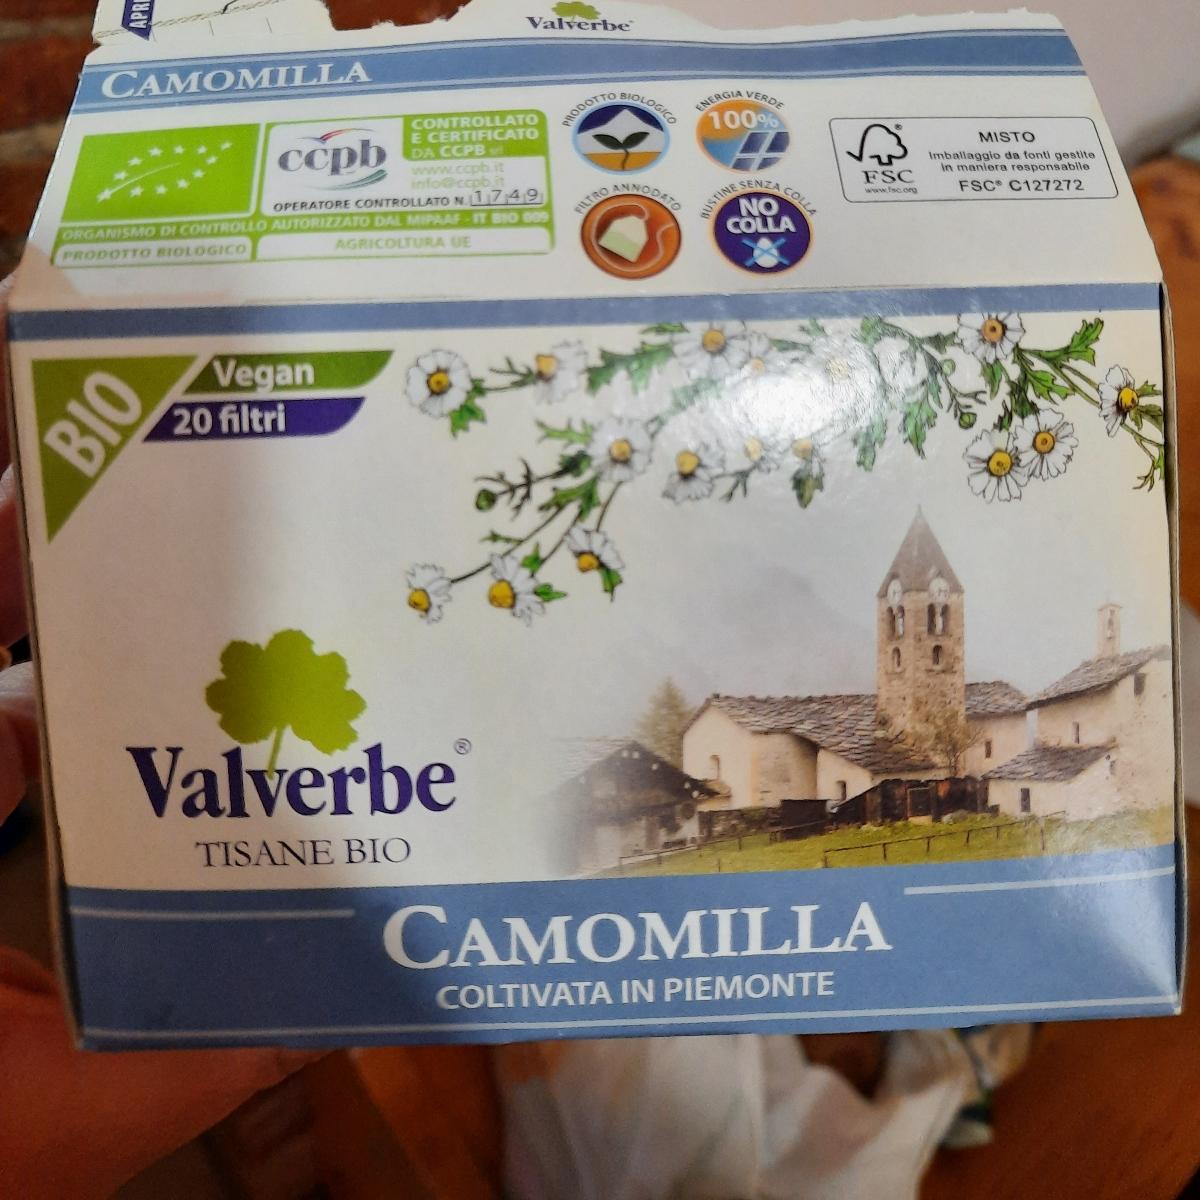 APRI
Valverbe®
CAMOMILLA
ccpb
CONTROLLATO
E CERTIFICATO
DA CCPB srl
www.ccpb.it
info@ccpb.it
OPERATORE CONTROLLATO N. 1749
ORGANISMO DI CONTROLLO AUTORIZZATO DAL MIPAAF - IT BIO 009
PRODOTTO BIOLOGICO
AGRICOLTURA UE
PRODOTTO BIOLOGICO
ENERGIA VERDE
100%
FILTRO ANNODATO
BUSTINE SENZA COLLA
NO
COLLA
FSC®
www.fsc.org
MISTO
Imballaggio da fonti gestite
in maniera responsabile
FSC® C127272
BIO
Vegan
20 filtri
Valverbe®
TISANE BIO
CAMOMILLA
COLTIVATA IN PIEMONTE